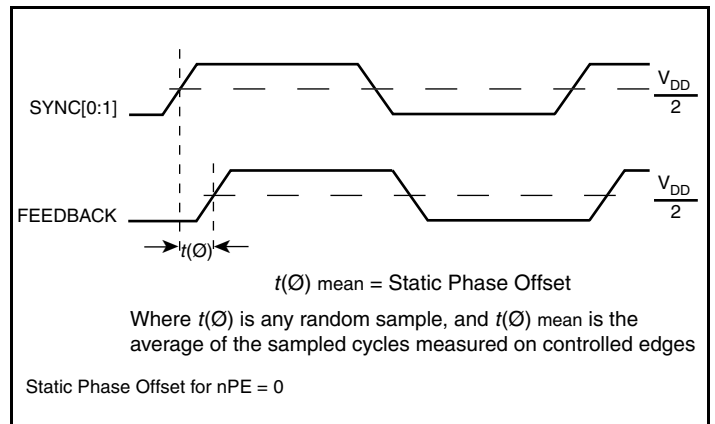 SYNC[0:1]
V_DD
2
FEEDBACK
V_DD
2
t(Ø)
t(Ø) mean = Static Phase Offset
Where t(Ø) is any random sample, and t(Ø) mean is the
average of the sampled cycles measured on controlled edges
Static Phase Offset for nPE = 0